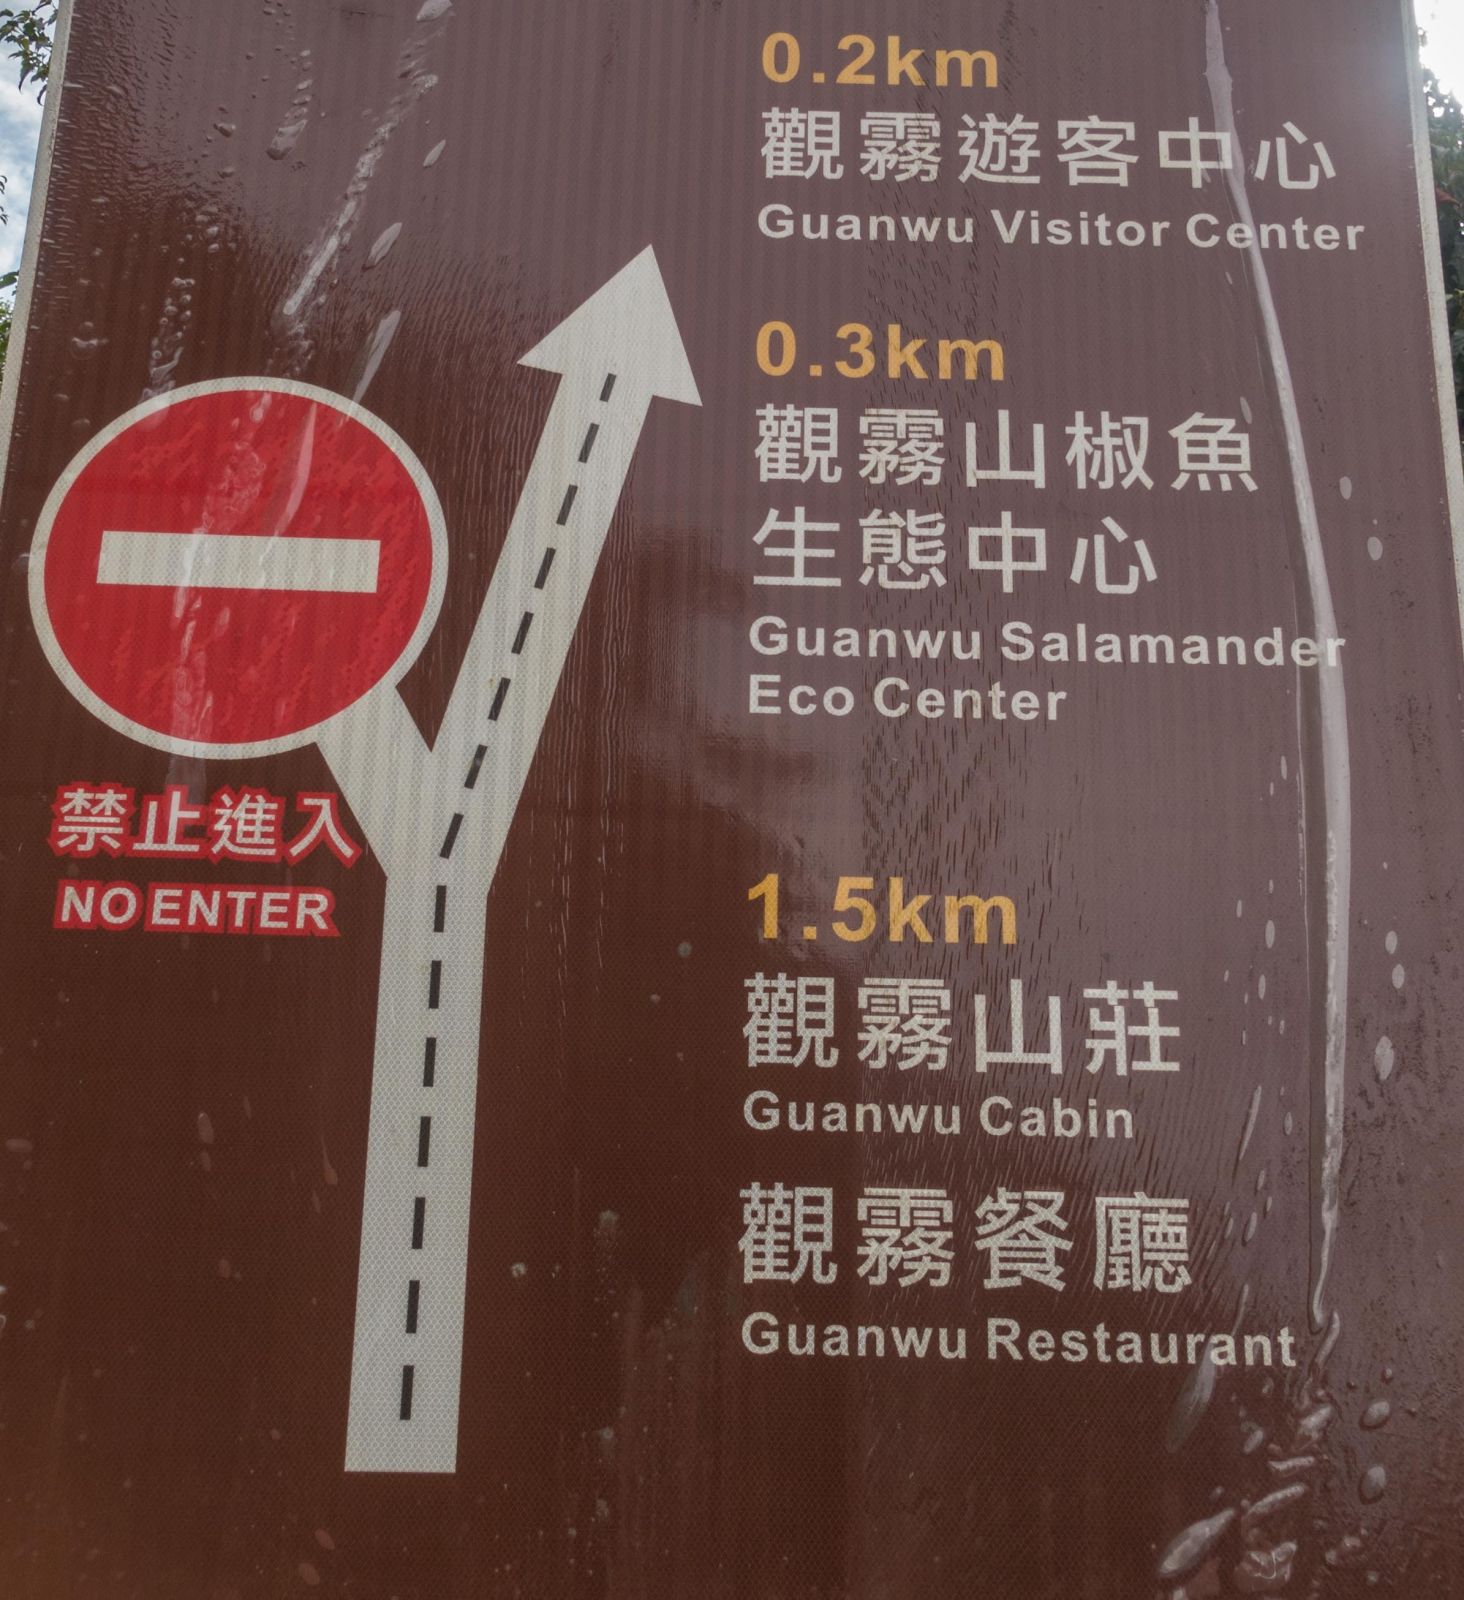 0.2km
觀霧遊客中心
Guanwu Visitor Center
0.3km
觀霧山椒魚
生態中心
Guanwu Salamander
Eco Center
禁止進入
NO ENTER
1.5km
觀霧山莊
Guanwu Cabin
觀霧餐廳
Guanwu Restaurant